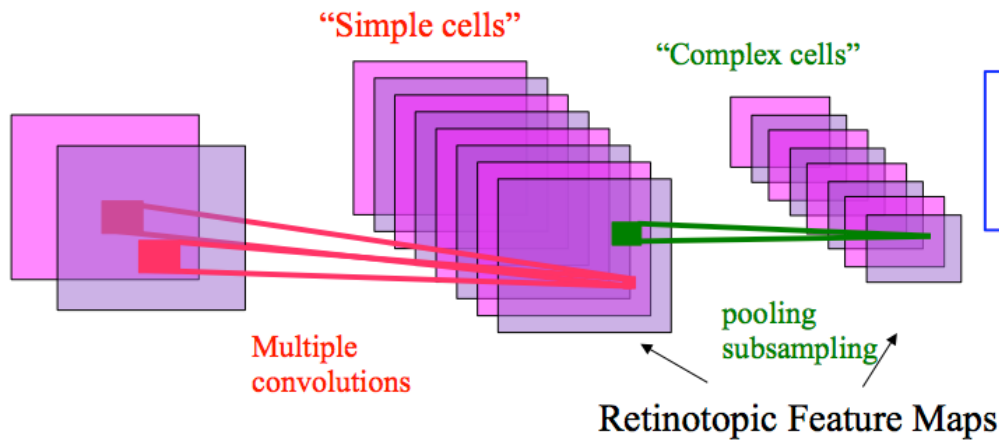 “Simple cells”
“Complex cells”
Multiple
convolutions
pooling
subsampling
Retinotopic Feature Maps